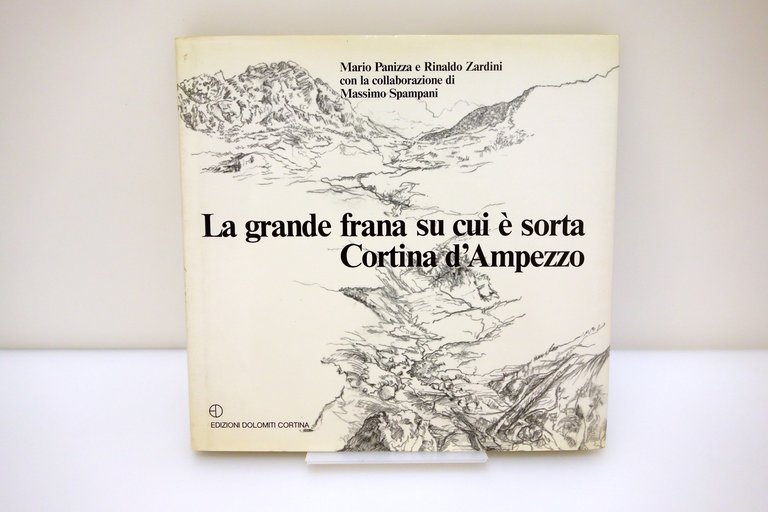 Mario Panizza e Rinaldo Zardini
con la collaborazione di
Massimo Spampani
La grande frana su cui è sorta
Cortina d'Ampezzo
EDIZIONI DOLOMITI CORTINA